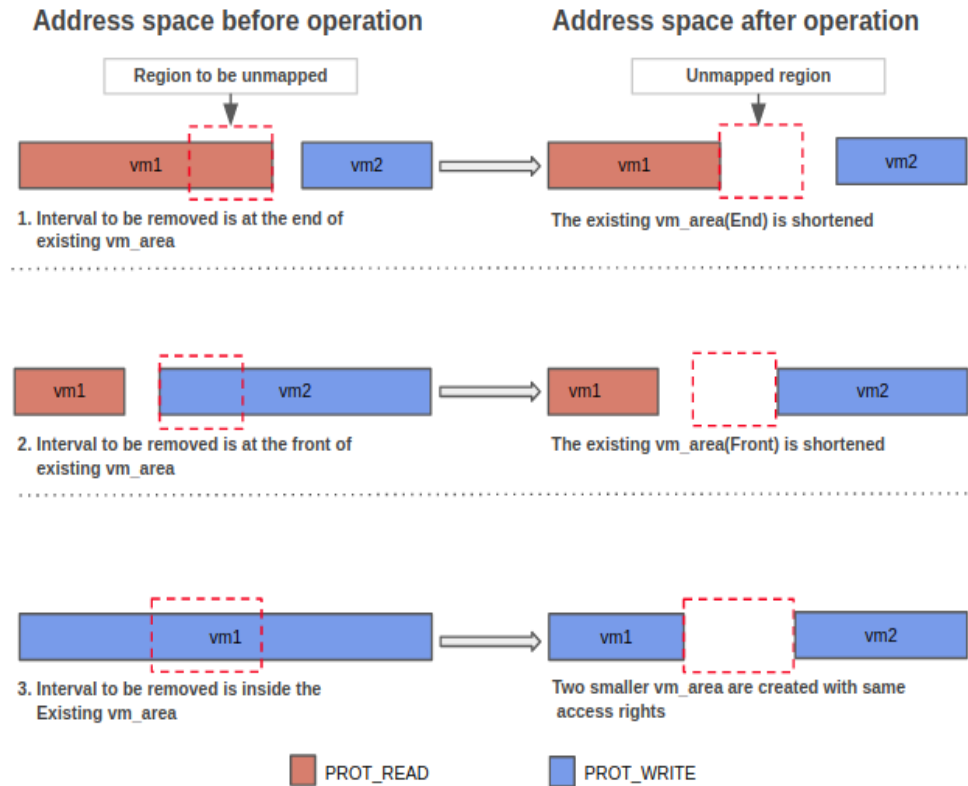 Address space before operation
Address space after operation
Region to be unmapped
Unmapped region
vm1
vm2
vm1
vm2
1. Interval to be removed is at the end of
existing vm_area
The existing vm_area(End) is shortened
vm1
vm2
vm1
vm2
2. Interval to be removed is at the front of
existing vm_area
The existing vm_area(Front) is shortened
vm1
vm1
vm2
3. Interval to be removed is inside the
Existing vm_area
Two smaller vm_area are created with same
access rights
PROT_READ
PROT_WRITE